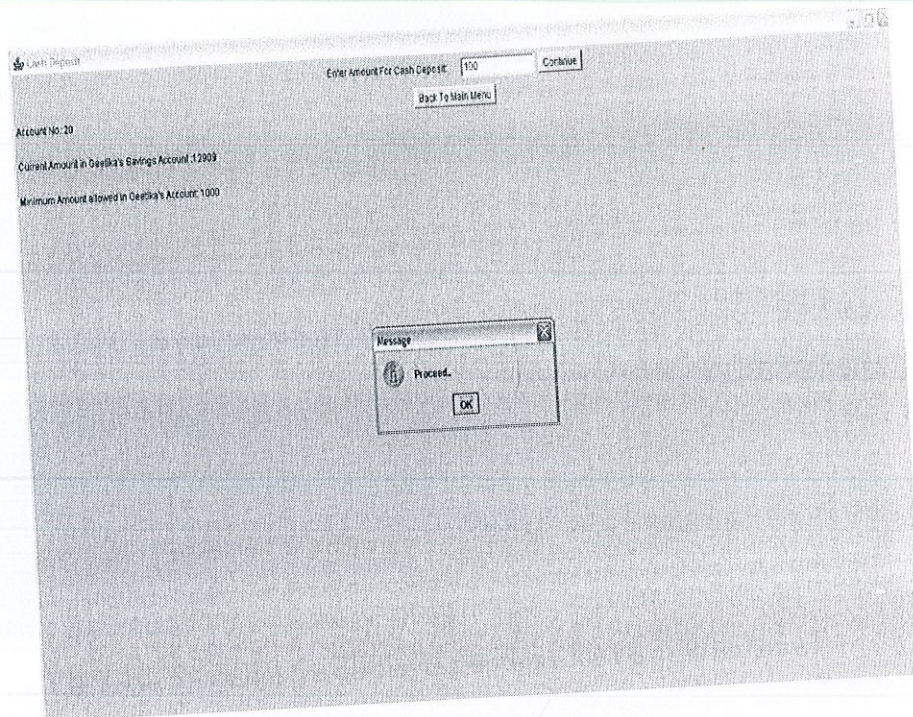 Cash Deposit
Enter Amount For Cash Deposit: 100 Continue
Back To Main Menu
Account No.:20
Current Amount in Geetika's Savings Account :12909
Minimum Amount allowed in Geetika's Account: 1000
Message
Proceed..
OK